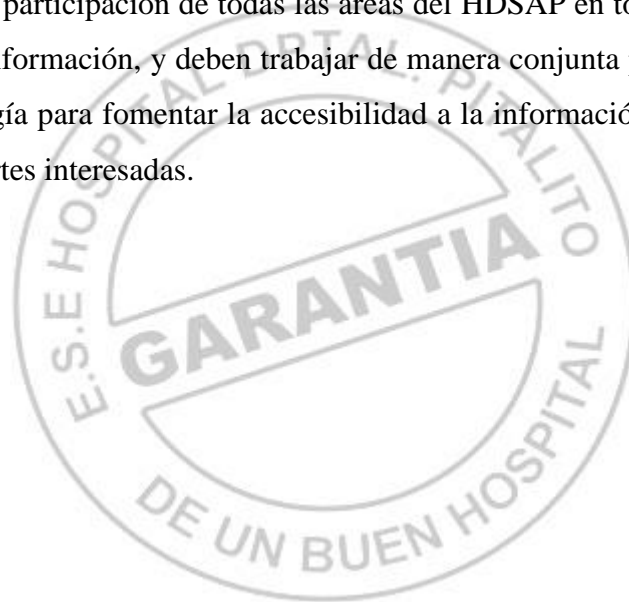 participación de todas las áreas del HDSAP en to
formación, y deben trabajar de manera conjunta
gía para fomentar la accesibilidad a la informació
rtes interesadas.
E.S.E HOSPITAL DPTAL. PITALITO
GARANTIA
DE UN BUEN HOSPITAL